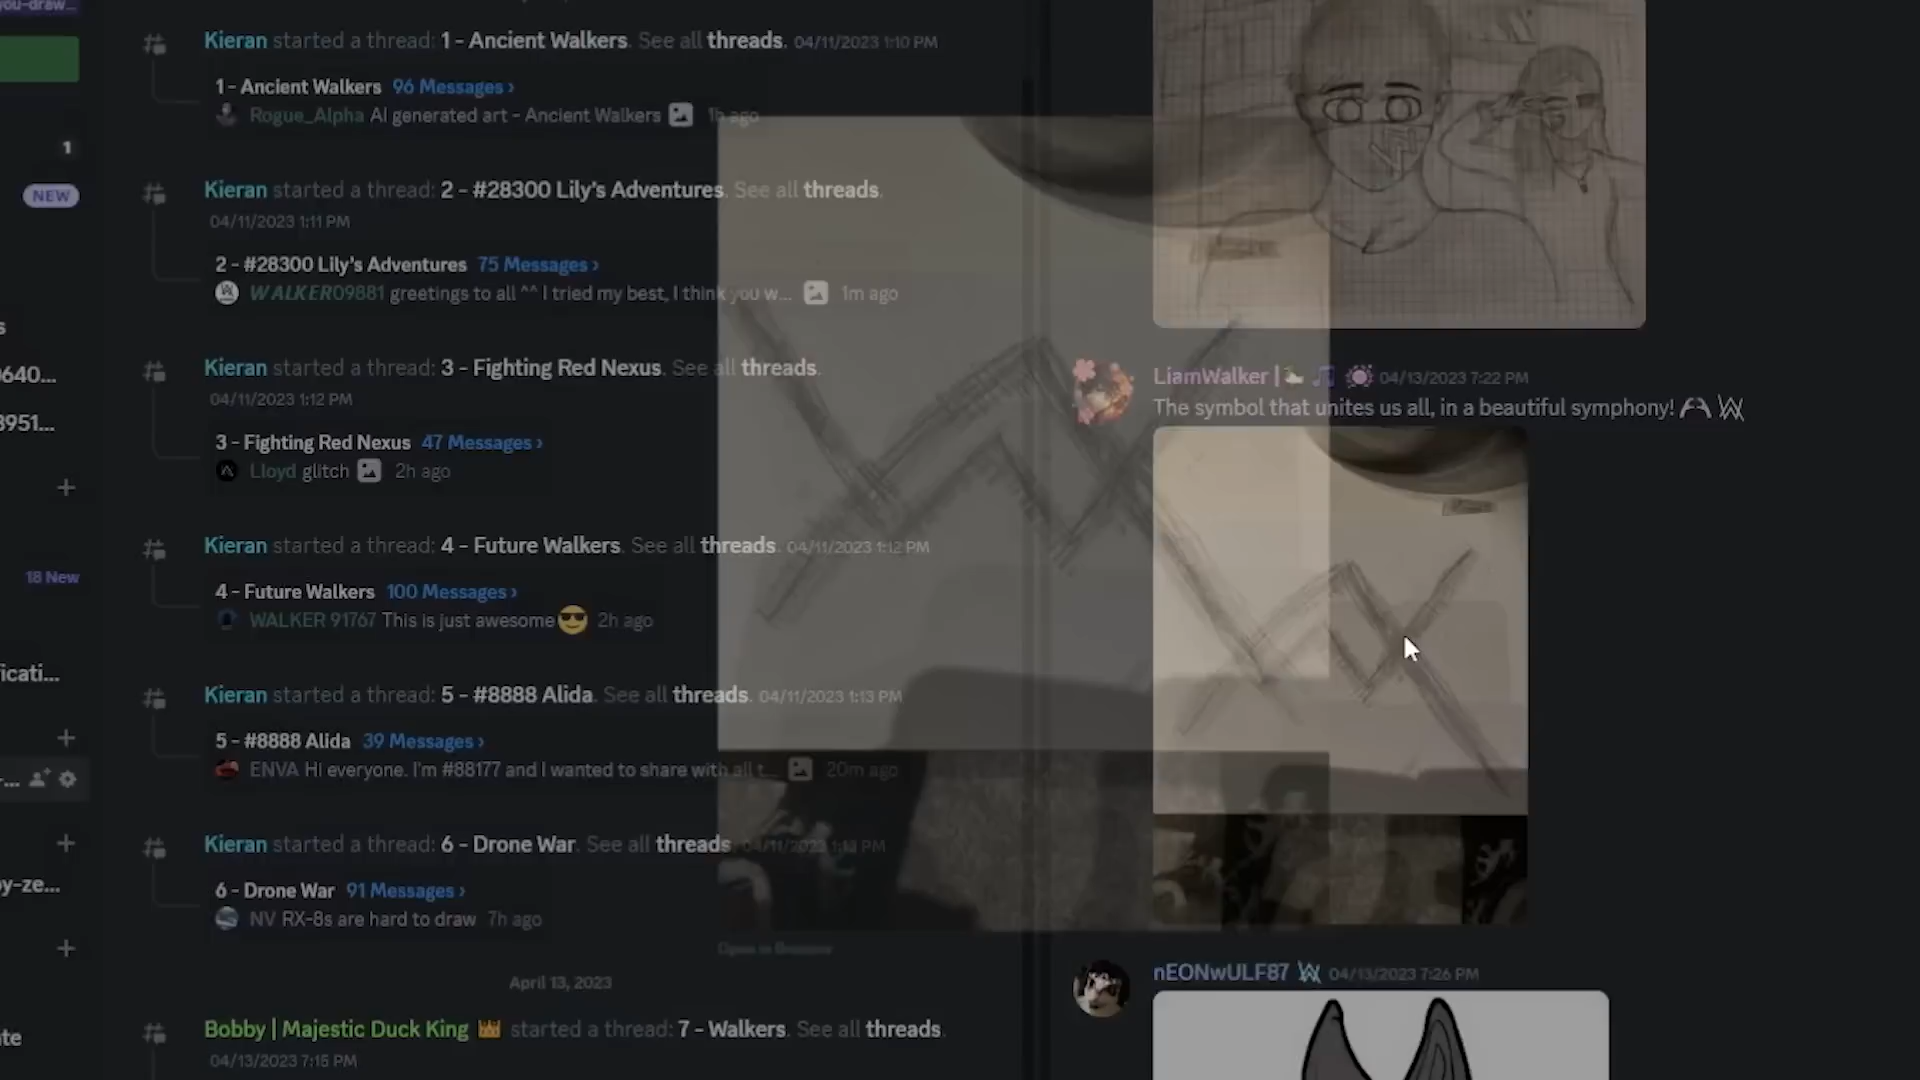 you-draw...
Kieran started a thread: 1 - Ancient Walkers. See all threads. 04/11/2023 1:10 PM
1 - Ancient Walkers 96 Messages ›
Rogue_Alpha AI generated art - Ancient Walkers 1h ago
1
NEW
Kieran started a thread: 2 - #28300 Lily's Adventures. See all threads.
04/11/2023 1:11 PM
2 - #28300 Lily's Adventures 75 Messages ›
WALKER09881 greetings to all ^^ I tried my best, I think you w... 1m ago
s
Kieran started a thread: 3 - Fighting Red Nexus. See all threads.
0640...
04/11/2023 1:12 PM
8951...
3 - Fighting Red Nexus 47 Messages ›
Lloyd glitch 2h ago
Kieran started a thread: 4 - Future Walkers. See all threads. 04/11/2023 1:12 PM
18 New
4 - Future Walkers 100 Messages ›
WALKER 91767 This is just awesome😎 2h ago
icati...
Kieran started a thread: 5 - #8888 Alida. See all threads. 04/11/2023 1:13 PM
5 - #8888 Alida 39 Messages ›
ENVA Hi everyone. I'm #88177 and I wanted to share with all t... 20m ago
Kieran started a thread: 6 - Drone War. See all threads. 04/11/2023 1:13 PM
y-ze...
6 - Drone War 91 Messages ›
NV RX-8s are hard to draw 7h ago
Open in Browser
April 13, 2023
Bobby | Majestic Duck King started a thread: 7 - Walkers. See all threads.
te
04/13/2023 7:15 PM
LiamWalker | 04/13/2023 7:22 PM
The symbol that unites us all, in a beautiful symphony!
nEONwULF87 04/13/2023 7:26 PM